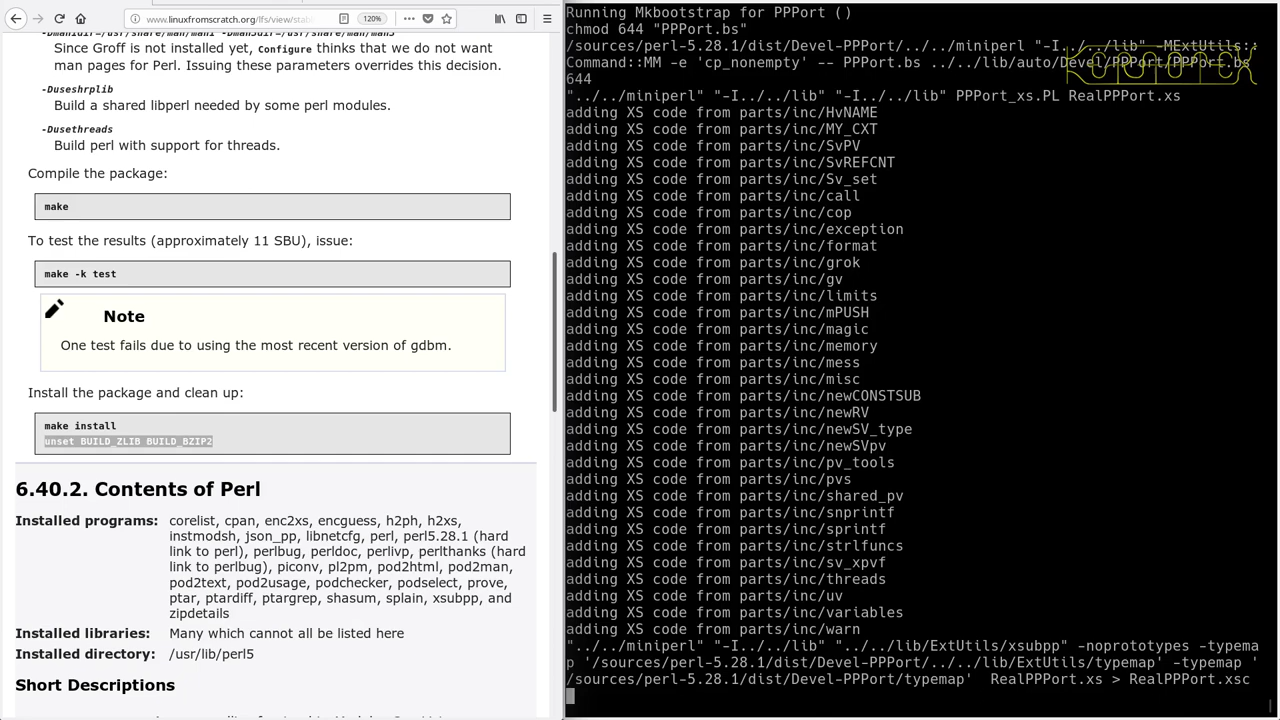 www.linuxfromscratch.org/lfs/view/stab
120%
Since Groff is not installed yet, Configure thinks that we do not want
man pages for Perl. Issuing these parameters overrides this decision.
-Duseshrplib
Build a shared libperl needed by some perl modules.
-Dusethreads
Build perl with support for threads.
Compile the package:
make
To test the results (approximately 11 SBU), issue:
make -k test
Note
One test fails due to using the most recent version of gdbm.
Install the package and clean up:
make install
unset BUILD_ZLIB BUILD_BZIP2
6.40.2. Contents of Perl
Installed programs: corelist, cpan, enc2xs, encguess, h2ph, h2xs,
instmodsh, json_pp, libnetcfg, perl, perl5.28.1 (hard
link to perl), perlbug, perldoc, perlivp, perlthanks (hard
link to perlbug), piconv, pl2pm, pod2html, pod2man,
pod2text, pod2usage, podchecker, podselect, prove,
ptar, ptardiff, ptargrep, shasum, splain, xsubpp, and
zipdetails
Installed libraries: Many which cannot all be listed here
Installed directory: /usr/lib/perl5
Short Descriptions
Running Mkbootstrap for PPPort ()
chmod 644 "PPPort.bs"
/sources/perl-5.28.1/dist/Devel-PPPort/../../miniperl "-I../../lib" -MExtUtils::
Command::MM -e 'cp_nonempty' -- PPPort.bs ../../lib/auto/Devel/PPPort/PPPort.bs
644
"../../miniperl" "-I../../lib" "-I../../lib" PPPort_xs.PL RealPPPort.xs
adding XS code from parts/inc/HvNAME
adding XS code from parts/inc/MY_CXT
adding XS code from parts/inc/SvPV
adding XS code from parts/inc/SvREFCNT
adding XS code from parts/inc/Sv_set
adding XS code from parts/inc/call
adding XS code from parts/inc/cop
adding XS code from parts/inc/exception
adding XS code from parts/inc/format
adding XS code from parts/inc/grok
adding XS code from parts/inc/gv
adding XS code from parts/inc/limits
adding XS code from parts/inc/mPUSH
adding XS code from parts/inc/magic
adding XS code from parts/inc/memory
adding XS code from parts/inc/mess
adding XS code from parts/inc/misc
adding XS code from parts/inc/newCONSTSUB
adding XS code from parts/inc/newRV
adding XS code from parts/inc/newSV_type
adding XS code from parts/inc/newSVpv
adding XS code from parts/inc/pv_tools
adding XS code from parts/inc/pvs
adding XS code from parts/inc/shared_pv
adding XS code from parts/inc/snprintf
adding XS code from parts/inc/sprintf
adding XS code from parts/inc/strlfuncs
adding XS code from parts/inc/sv_xpvf
adding XS code from parts/inc/threads
adding XS code from parts/inc/uv
adding XS code from parts/inc/variables
adding XS code from parts/inc/warn
"../../miniperl" "-I../../lib" "../../lib/ExtUtils/xsubpp" -noprototypes -typema
p '/sources/perl-5.28.1/dist/Devel-PPPort/../../lib/ExtUtils/typemap' -typemap '
/sources/perl-5.28.1/dist/Devel-PPPort/typemap'  RealPPPort.xs > RealPPPort.xsc